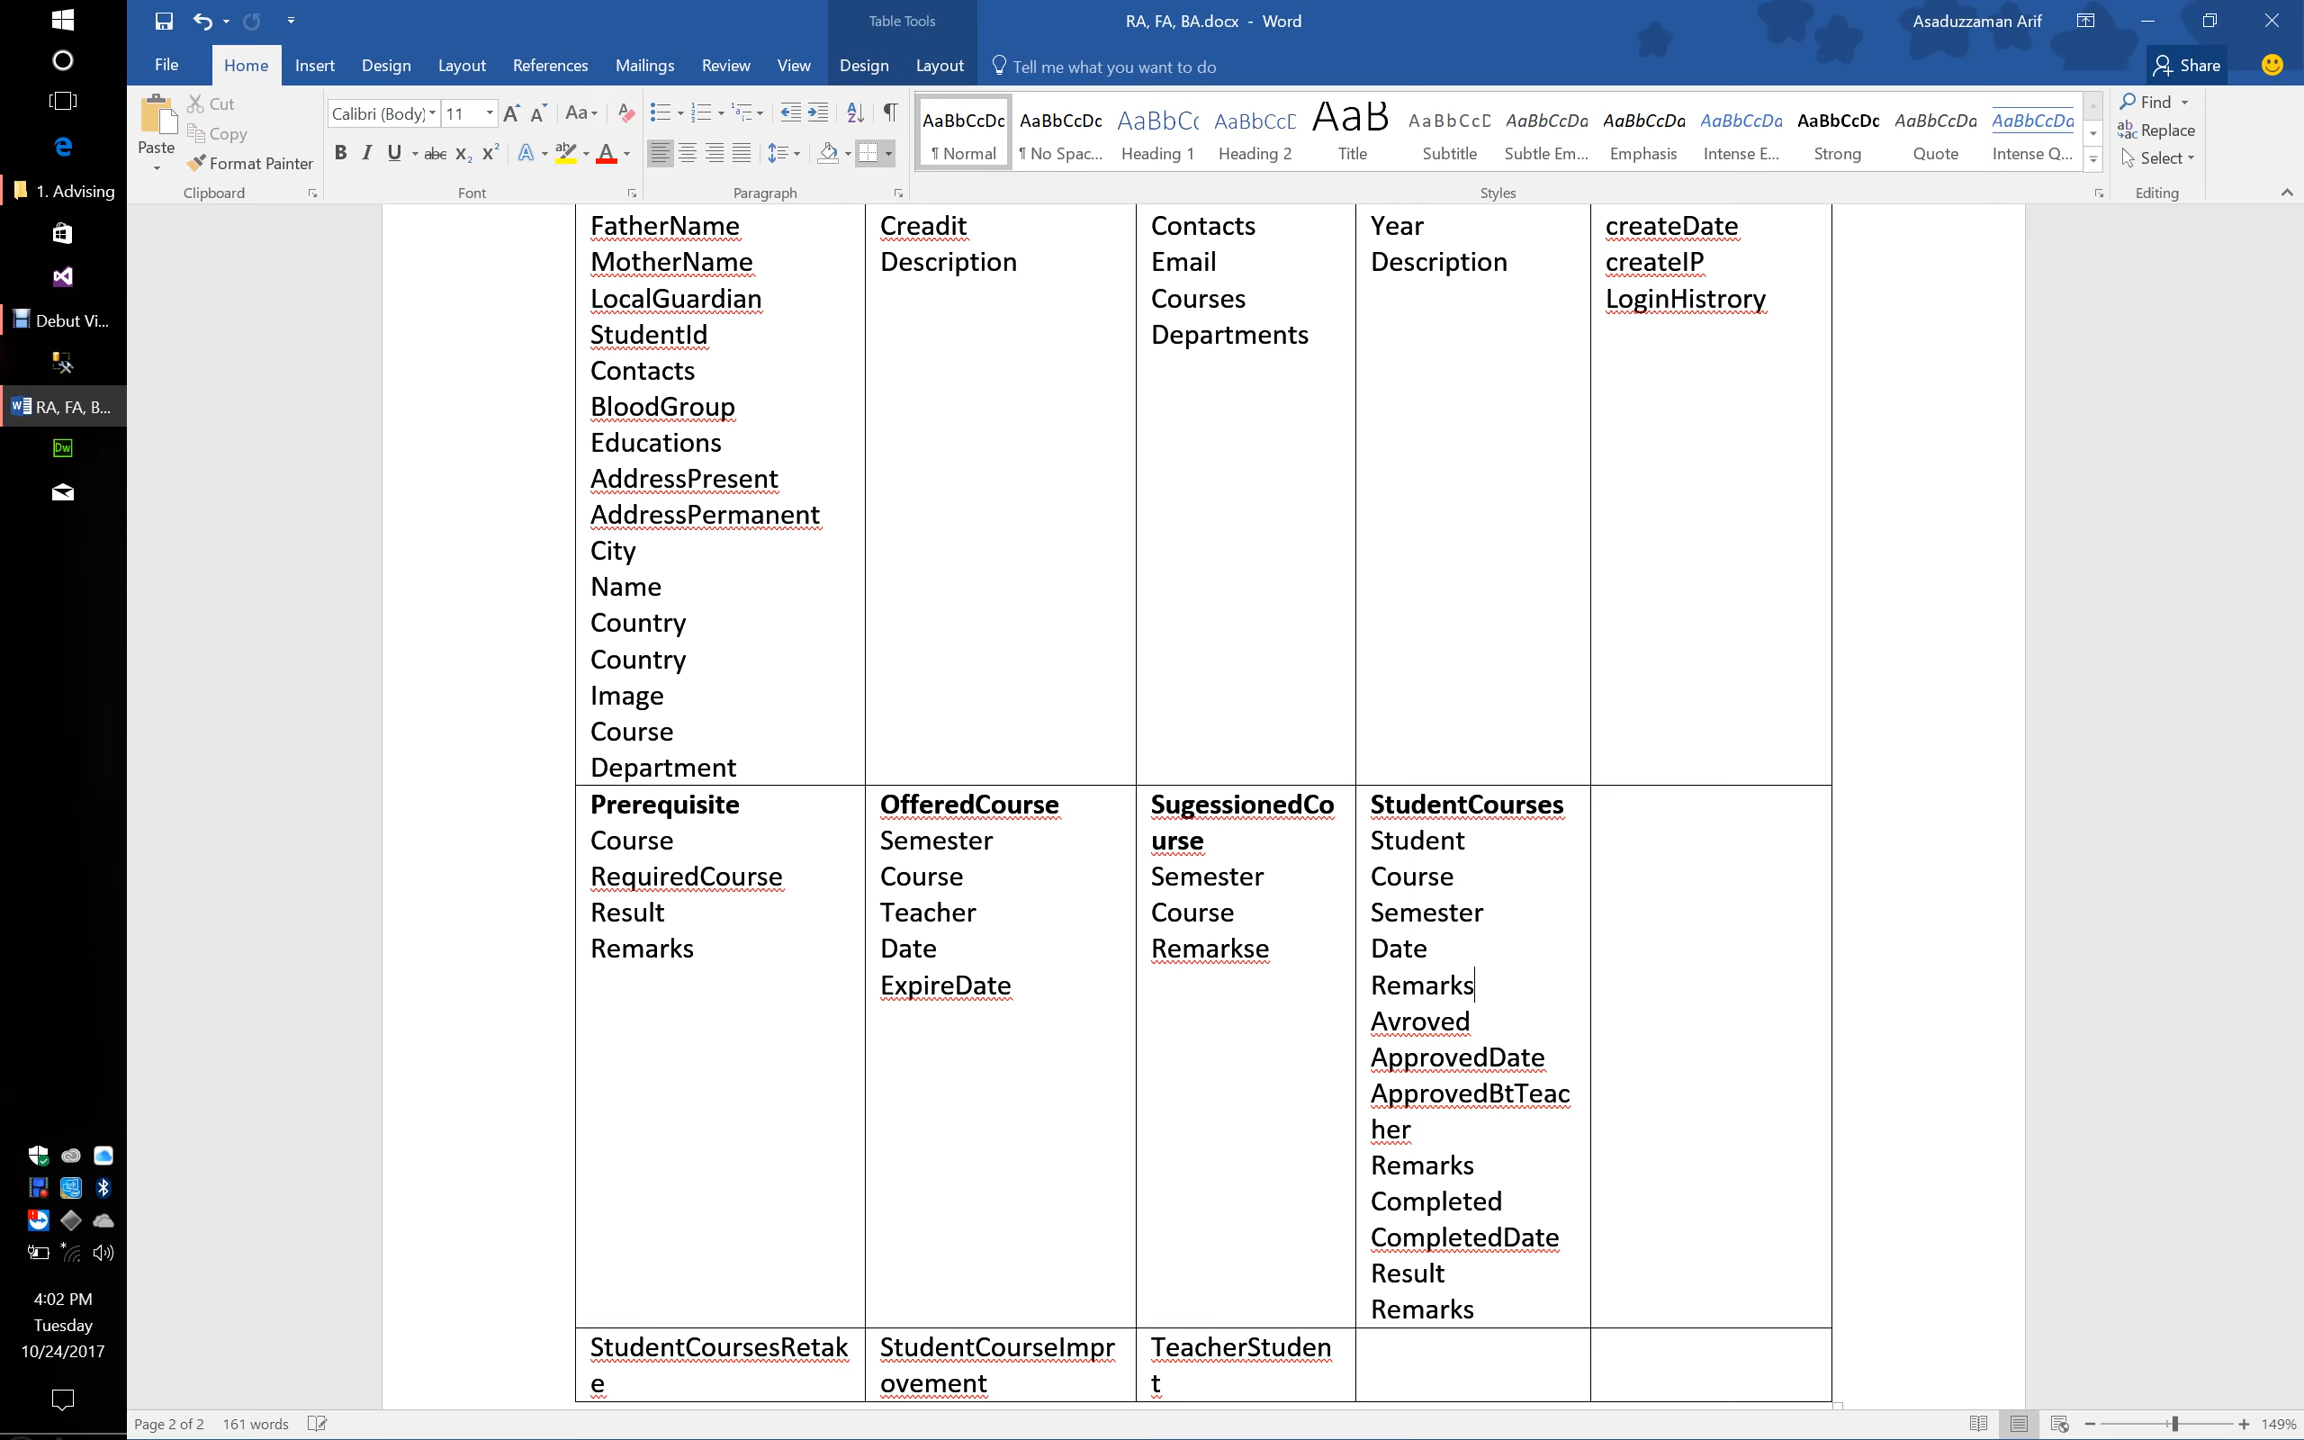 Table Tools
RA, FA, BA.docx - Word
Asaduzzaman Arif
File Home Insert Design Layout References Mailings Review View Design Layout Tell me what you want to do Share
Paste
Cut
Copy
Format Painter
Clipboard
Calibri (Body) 11
Font
Paragraph
AaBbCcDc AaBbCcDc AaBbCc AaBbCcD AaB AaBbCcD AaBbCcDa AaBbCcDa AaBbCcDa AaBbCcDc AaBbCcDa AaBbCcDa
¶ Normal ¶ No Spac... Heading 1 Heading 2 Title Subtitle Subtle Em... Emphasis Intense E... Strong Quote Intense Q...
Styles
Find
Replace
Select
Editing
1. Advising
Debut Vi...
RA, FA, B...
Dw
4:02 PM
Tuesday
10/24/2017
FatherName
MotherName
LocalGuardian
StudentId
Contacts
BloodGroup
Educations
AddressPresent
AddressPermanent
City
Name
Country
Country
Image
Course
Department
Creadit
Description
Contacts
Email
Courses
Departments
Year
Description
createDate
createIP
LoginHistrory
Prerequisite
Course
RequiredCourse
Result
Remarks
OfferedCourse
Semester
Course
Teacher
Date
ExpireDate
SugessionedCo
urse
Semester
Course
Remarkse
StudentCourses
Student
Course
Semester
Date
Remarks
Avroved
ApprovedDate
ApprovedBtTeac
her
Remarks
Completed
CompletedDate
Result
Remarks
StudentCoursesRetak
e
StudentCourseImpr
ovement
TeacherStuden
t
Page 2 of 2 161 words
149%